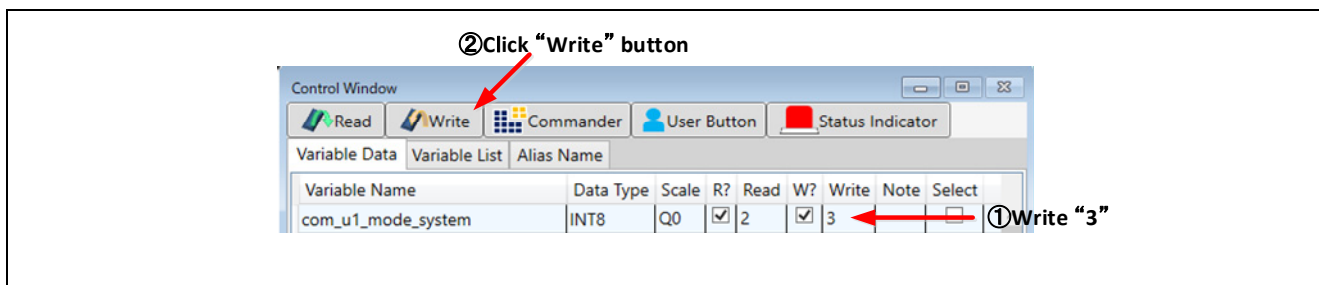 ②Click “Write” button
Control Window
Read Write Commander User Button Status Indicator
Variable Data Variable List Alias Name
Variable Name Data Type Scale R? Read W? Write Note Select
com_u1_mode_system INT8 Q0 2 3
①Write “3”